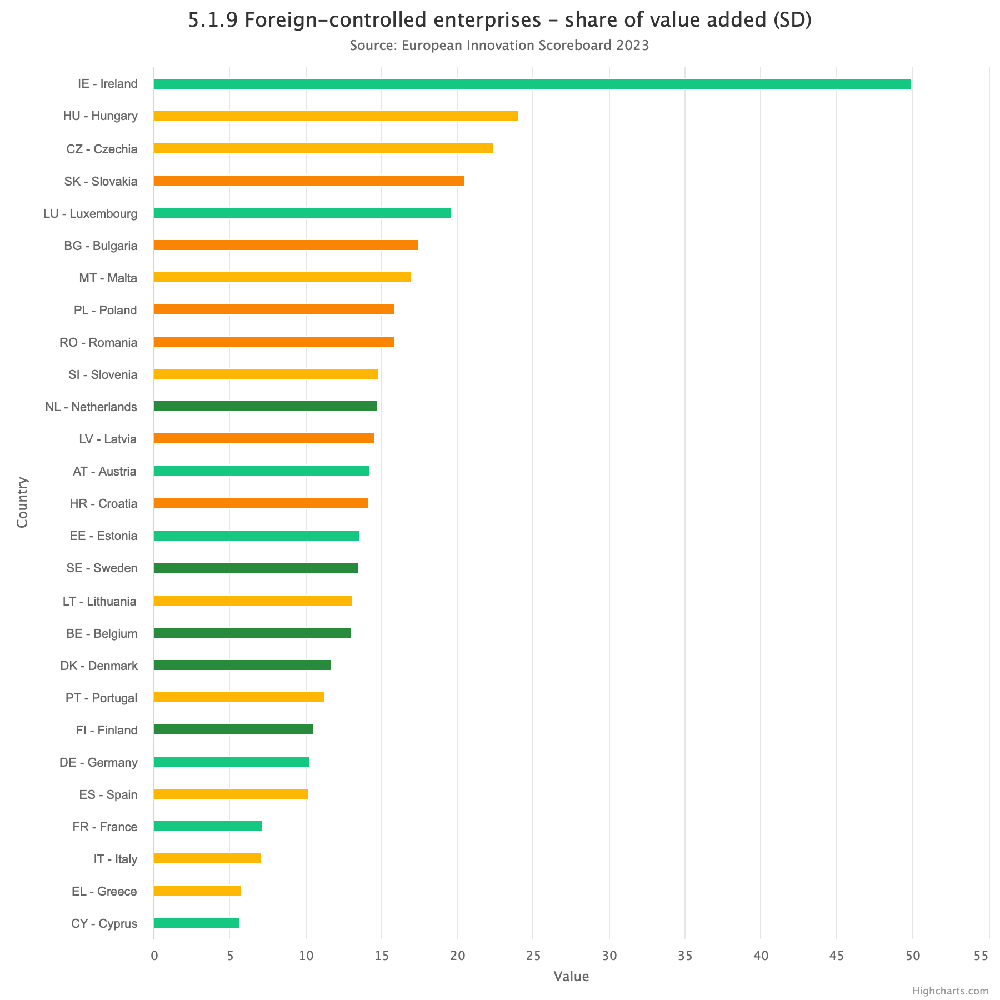 5.1.9 Foreign-controlled enterprises – share of value added (SD)
Source: European Innovation Scoreboard 2023
IE - Ireland
HU - Hungary
CZ - Czechia
SK - Slovakia
LU - Luxembourg
BG - Bulgaria
MT - Malta
PL - Poland
RO - Romania
SI - Slovenia
NL - Netherlands
LV - Latvia
AT - Austria
HR - Croatia
EE - Estonia
SE - Sweden
LT - Lithuania
BE - Belgium
DK - Denmark
PT - Portugal
FI - Finland
DE - Germany
ES - Spain
FR - France
IT - Italy
EL - Greece
CY - Cyprus
Country
0 5 10 15 20 25 30 35 40 45 50 55
Value
Highcharts.com